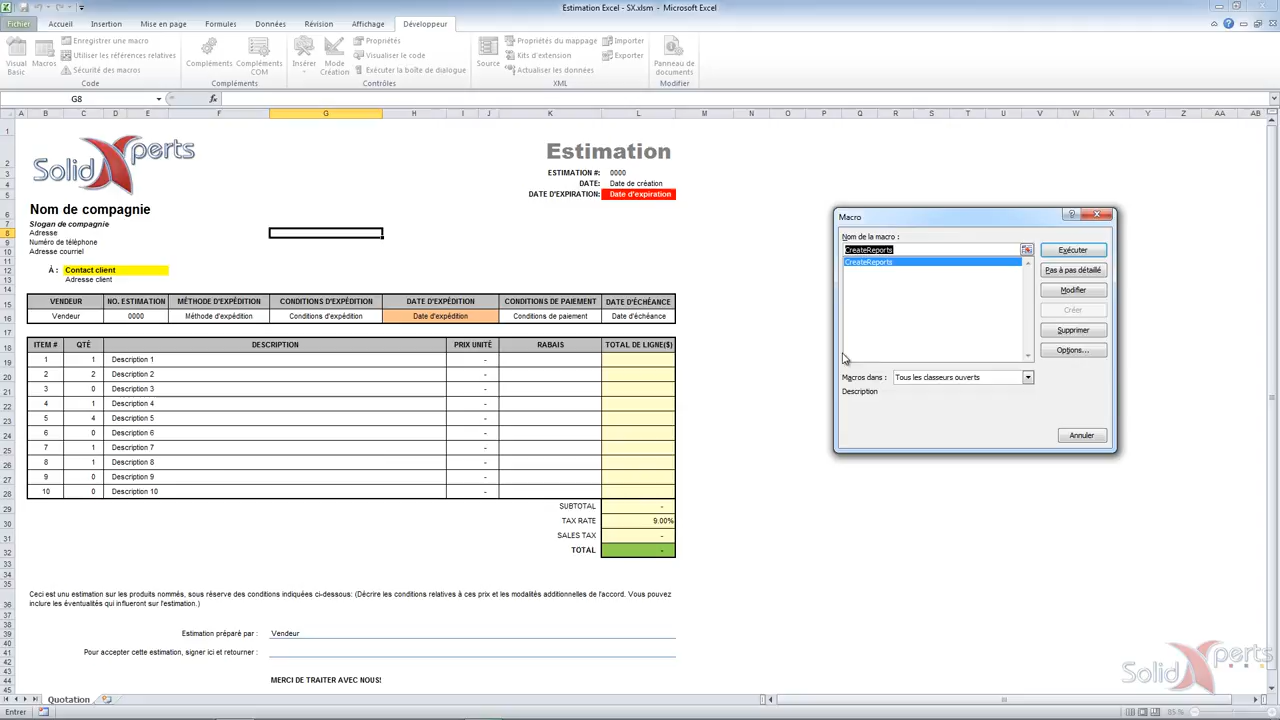 Estimation Excel - SX.xlsm - Microsoft Excel
Fichier Accueil Insertion Mise en page Formules Données Révision Affichage Développeur
Visual Basic
Macros
Enregistrer une macro
Utiliser les références relatives
Sécurité des macros
Code
Compléments
Compléments COM
Compléments
Insérer
Mode Création
Propriétés
Visualiser le code
Exécuter la boîte de dialogue
Contrôles
Source
Propriétés du mappage
Kits d'extension
Actualiser les données
Importer
Exporter
XML
Panneau de documents
Modifier
G8
fx
A B C D E F G H I J K L M N O P Q R S T U V W X Y Z AA AB
SolidXperts
Estimation
ESTIMATION #: 0000
DATE: Date de création
DATE D'EXPIRATION: Date d'expiration
Nom de compagnie
Slogan de compagnie
Adresse
Numéro de téléphone
Adresse courriel
À : Contact client
Adresse client
VENDEUR NO. ESTIMATION MÉTHODE D'EXPÉDITION CONDITIONS D'EXPÉDITION DATE D'EXPÉDITION CONDITIONS DE PAIEMENT DATE D'ÉCHÉANCE
Vendeur 0000 Méthode d'expédition Conditions d'expédition Date d'expédition Conditions de paiement Date d'échéance
ITEM # QTÉ DESCRIPTION PRIX UNITÉ RABAIS TOTAL DE LIGNE($)
1 1 Description 1 -
2 2 Description 2 -
3 0 Description 3 -
4 1 Description 4 -
5 4 Description 5 -
6 0 Description 6 -
7 1 Description 7 -
8 1 Description 8 -
9 0 Description 9 -
10 0 Description 10 -
SUBTOTAL -
TAX RATE 9.00%
SALES TAX -
TOTAL -
Ceci est unu estimation sur les produits nommés, sous réserve des conditions indiquées ci-dessous: (Décrire les conditions relatives à ces prix et les modalités additionnelles de l'accord. Vous pouvez
inclure les éventualités qui influeront sur l'estimation.)
Estimation préparé par : Vendeur
Pour accepter cette estimation, signer ici et retourner :
MERCI DE TRAITER AVEC NOUS!
Macro
Nom de la macro :
CreateReports
CreateReports
Exécuter
Pas à pas détaillé
Modifier
Créer
Supprimer
Options...
Macros dans : Tous les classeurs ouverts
Description
Annuler
SolidXperts
Quotation
Entrer
85 %